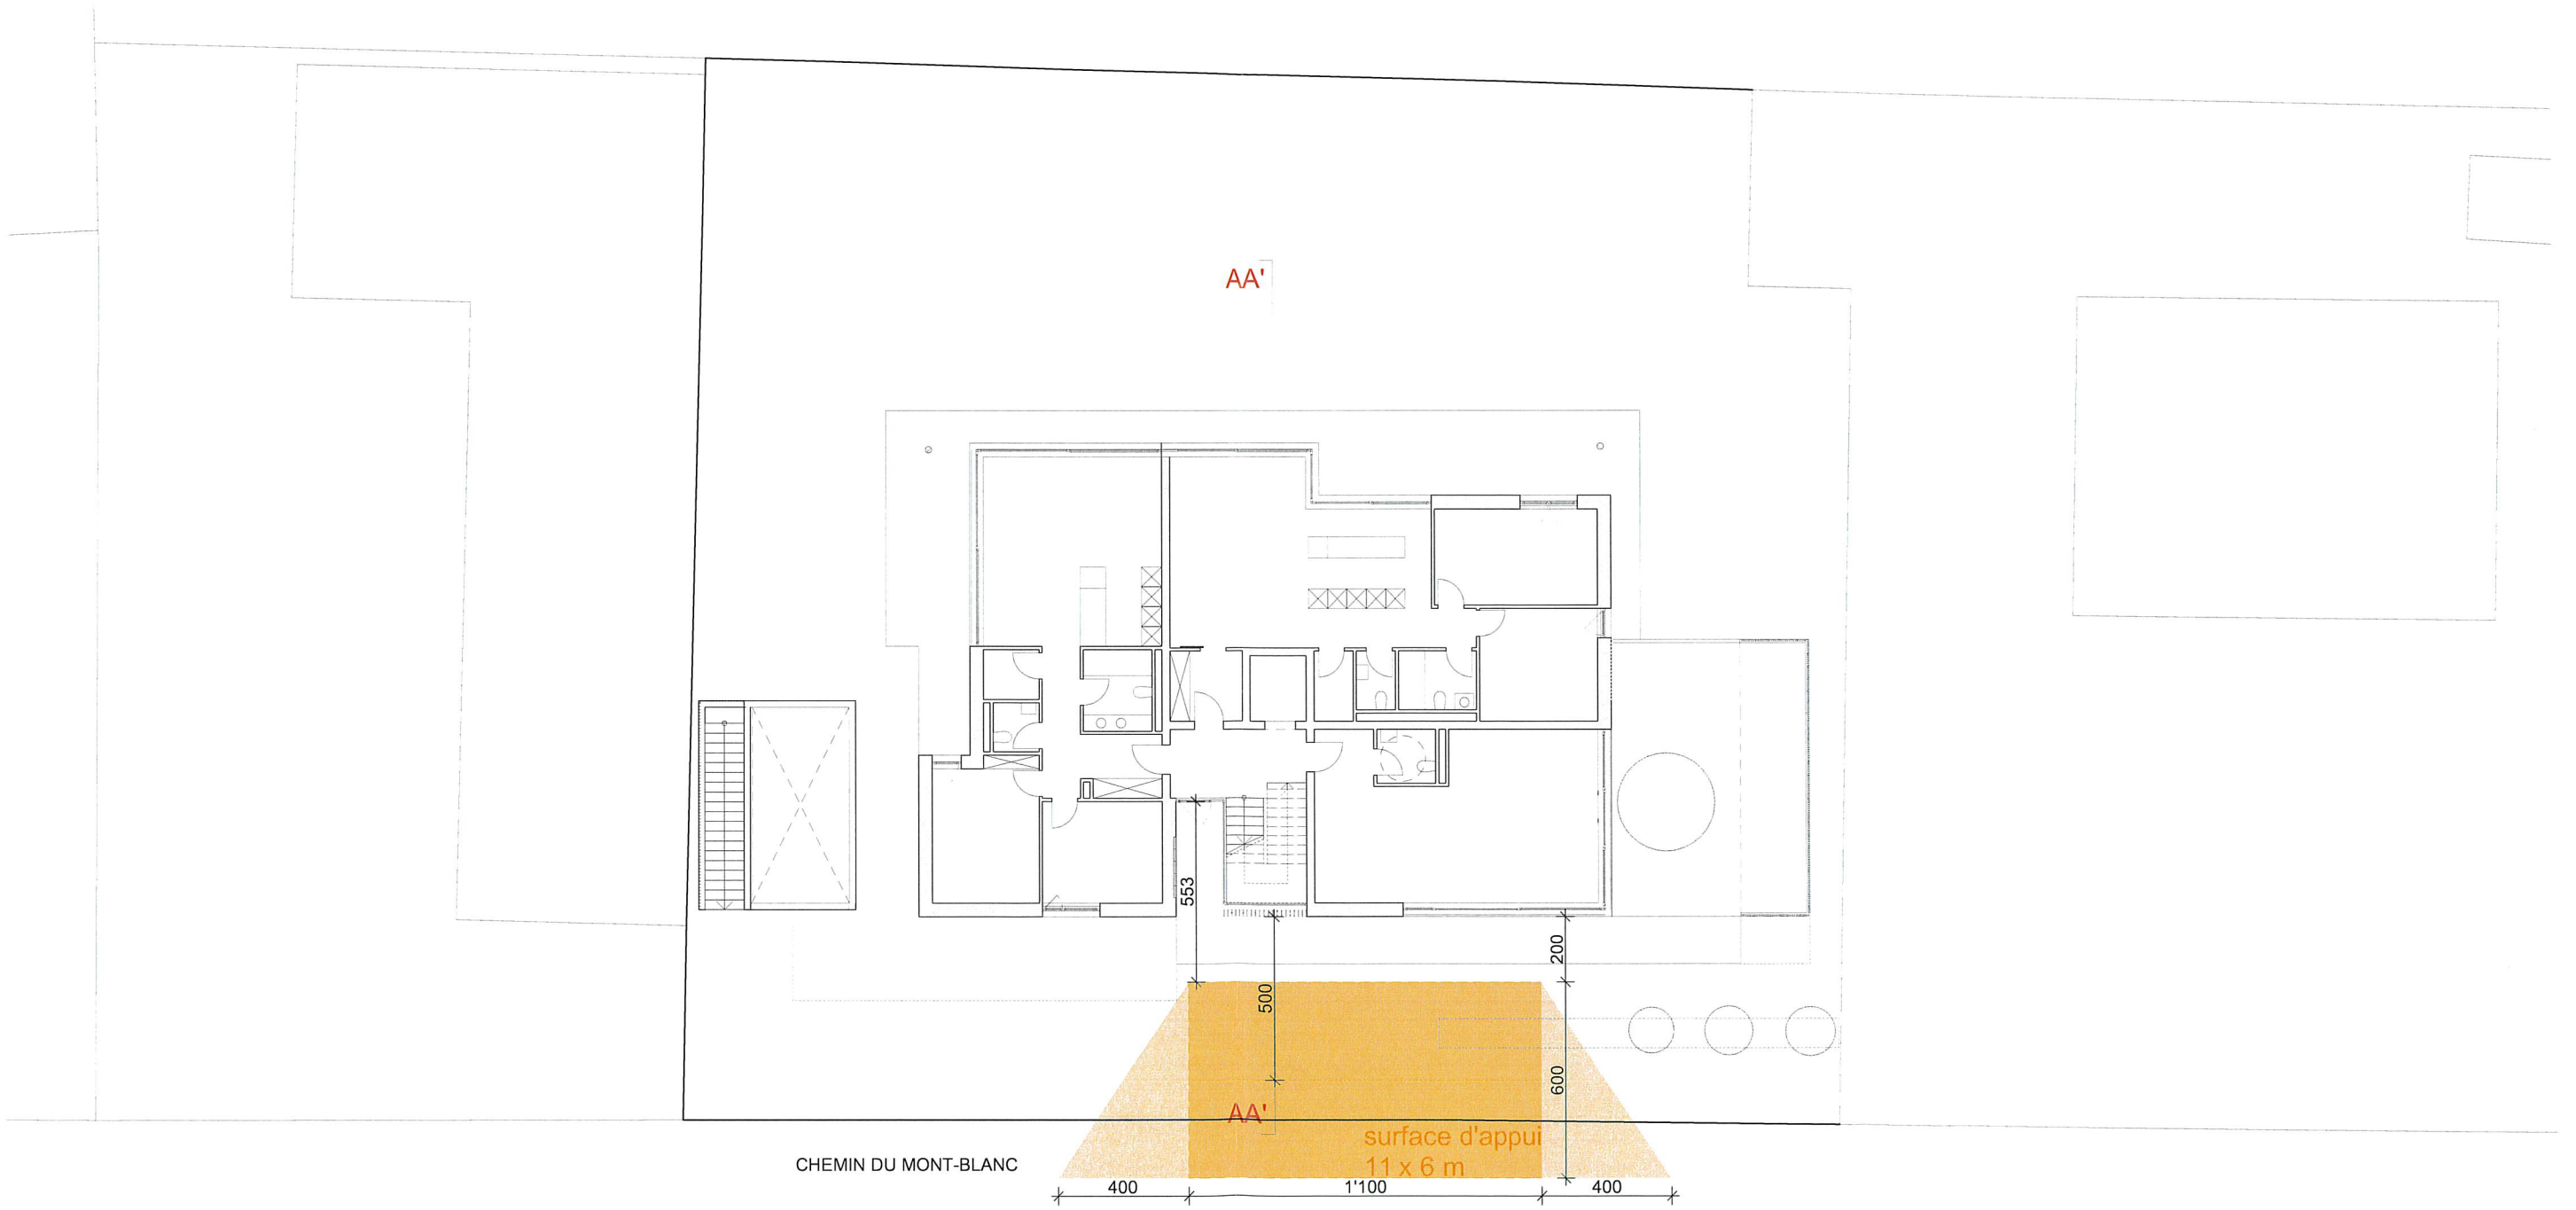 AA'
553
200
500
600
AA'
surface d'appui
11 x 6 m
CHEMIN DU MONT-BLANC
400
1'100
400